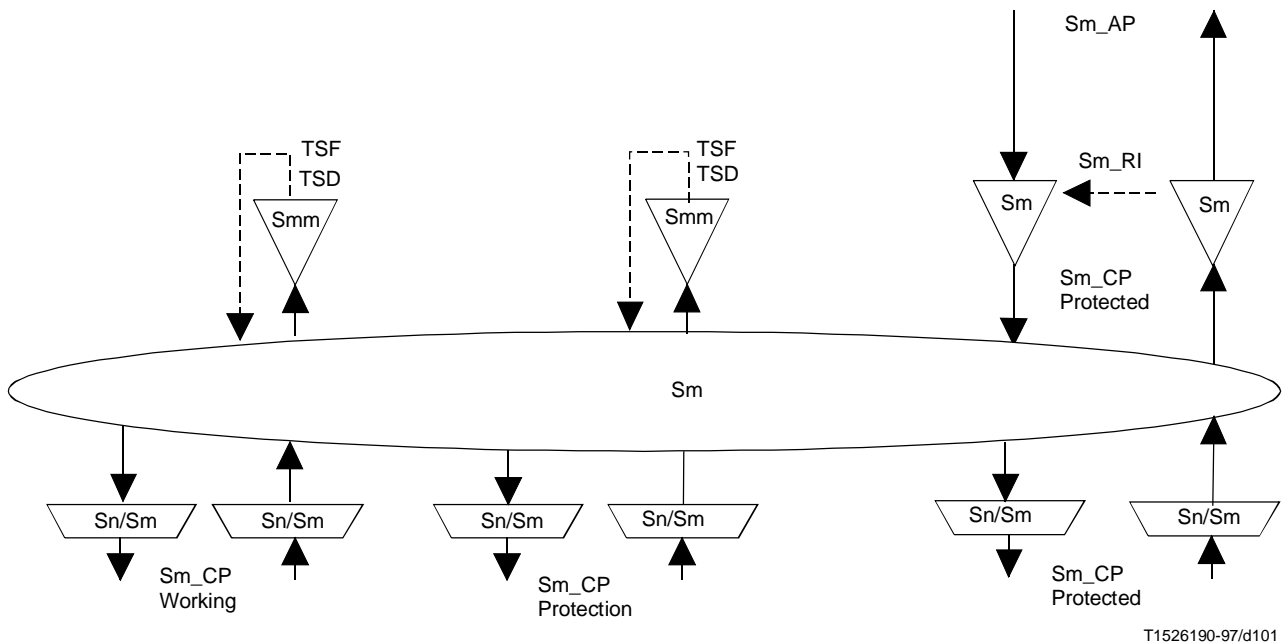 Sm_AP
TSF
TSD
TSF
TSD
Sm_RI
Smm
Smm
Sm
Sm
Sm_CP
Protected
Sm
Sn/Sm
Sn/Sm
Sn/Sm
Sn/Sm
Sn/Sm
Sn/Sm
Sm_CP
Working
Sm_CP
Protection
Sm_CP
Protected
T1526190-97/d101